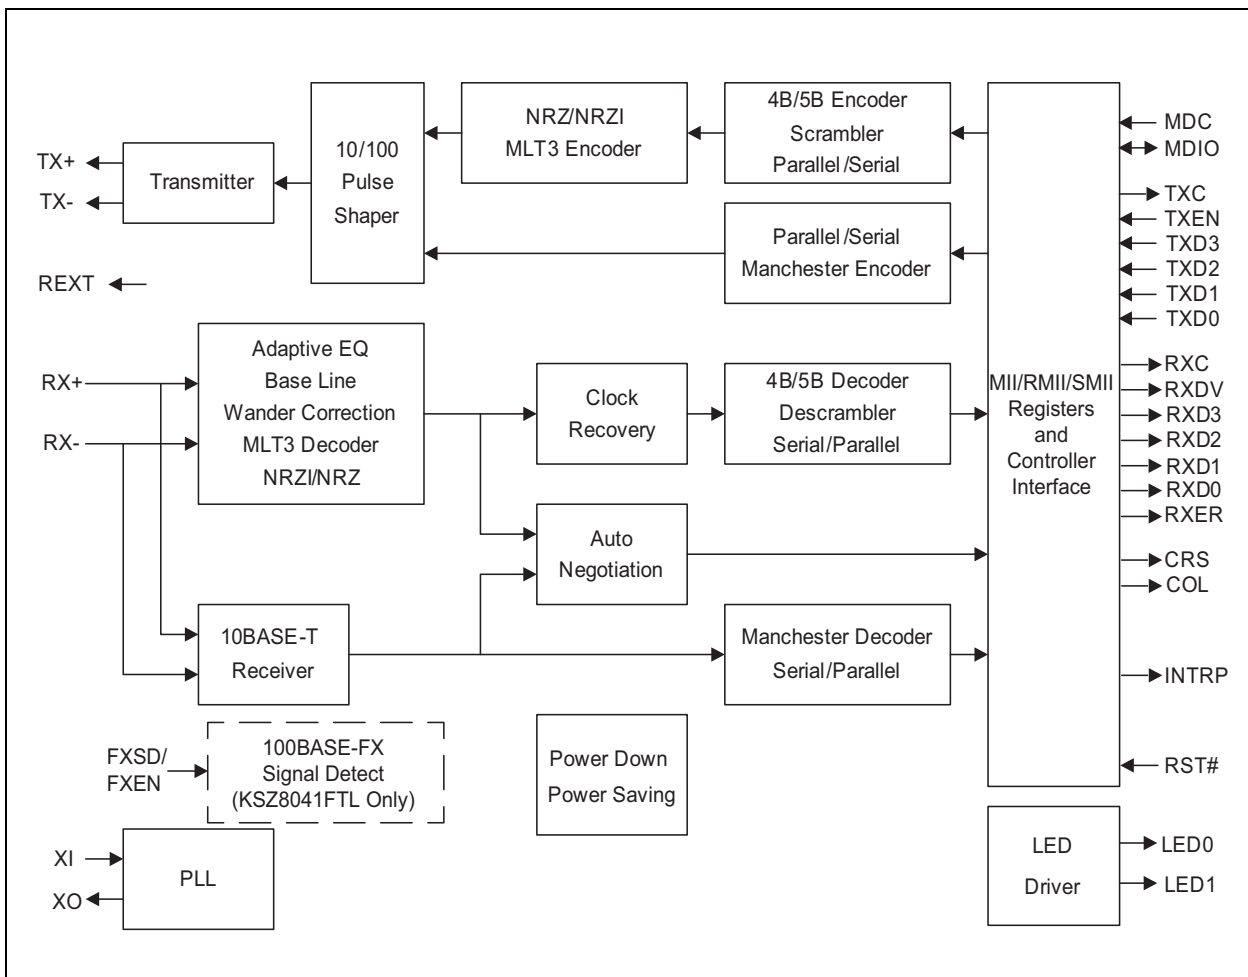 TX+
TX-
REXT
Transmitter
10/100
Pulse
Shaper
NRZ/NRZI
MLT3 Encoder
4B/5B Encoder
Scrambler
Parallel/Serial
Parallel/Serial
Manchester Encoder
RX+
RX-
Adaptive EQ
Base Line
Wander Correction
MLT3 Decoder
NRZI/NRZ
Clock
Recovery
4B/5B Decoder
Descrambler
Serial/Parallel
Auto
Negotiation
10BASE-T
Receiver
Manchester Decoder
Serial/Parallel
MII/RMII/SMII
Registers
and
Controller
Interface
MDC
MDIO
TXC
TXEN
TXD3
TXD2
TXD1
TXD0
RXC
RXDV
RXD3
RXD2
RXD1
RXD0
RXER
CRS
COL
INTRP
RST#
FXSD/
FXEN
100BASE-FX
Signal Detect
(KSZ8041FTL Only)
Power Down
Power Saving
XI
XO
PLL
LED
Driver
LED0
LED1